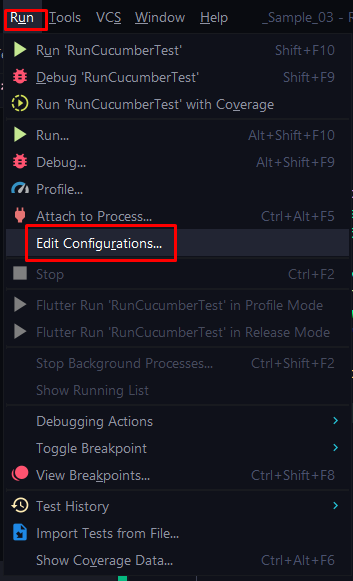 Run Tools VCS Window Help _Sample_03 -
Run 'RunCucumberTest' Shift+F10
Debug 'RunCucumberTest' Shift+F9
Run 'RunCucumberTest' with Coverage
Run... Alt+Shift+F10
Debug... Alt+Shift+F9
Profile...
Attach to Process... Ctrl+Alt+F5
Edit Configurations...
Stop Ctrl+F2
Flutter Run 'RunCucumberTest' in Profile Mode
Flutter Run 'RunCucumberTest' in Release Mode
Stop Background Processes... Ctrl+Shift+F2
Show Running List
Debugging Actions
Toggle Breakpoint
View Breakpoints... Ctrl+Shift+F8
Test History
Import Tests from File...
Show Coverage Data... Ctrl+Alt+F6